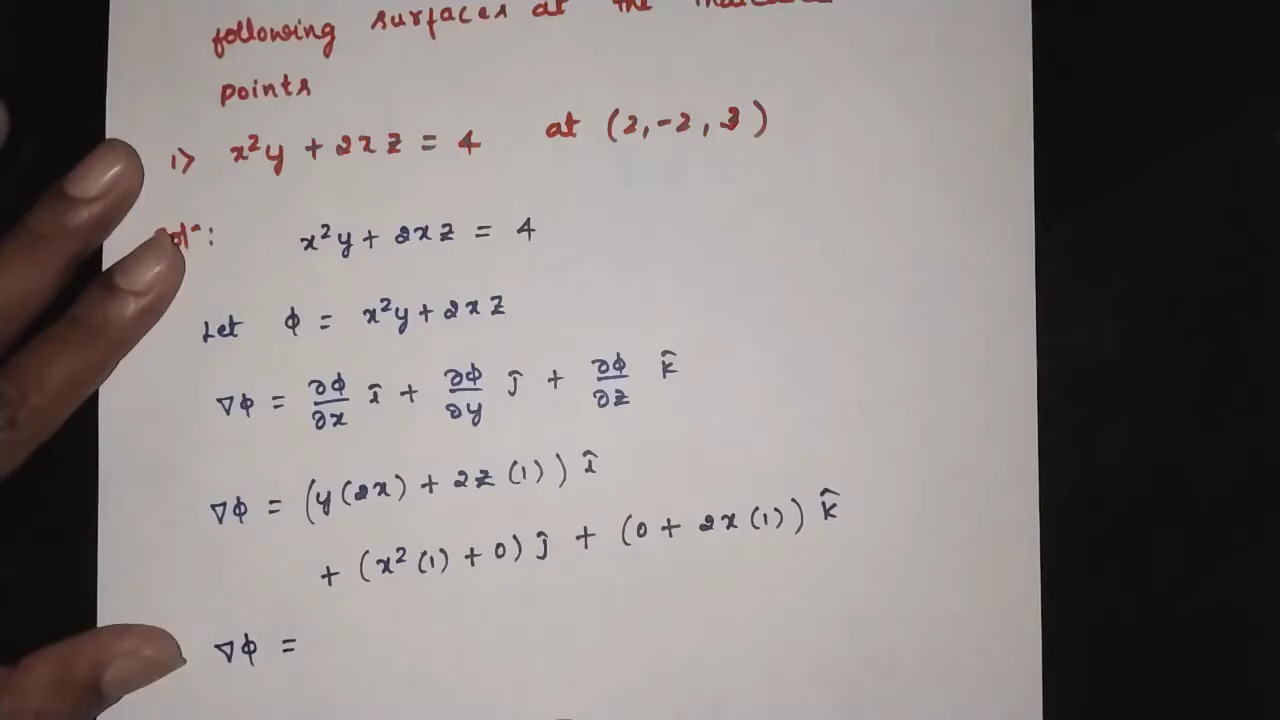 following surfaces at the
points
1> x²y + 2xz = 4 at (2,-2,3)
x²y + 2xz = 4
Let ϕ = x²y + 2xz
∇ϕ = ∂ϕ/∂x î + ∂ϕ/∂y ĵ + ∂ϕ/∂z k̂
∇ϕ = (y(2x) + 2z(1)) î
+ (x²(1) + 0) ĵ + (0 + 2x(1)) k̂
∇ϕ =